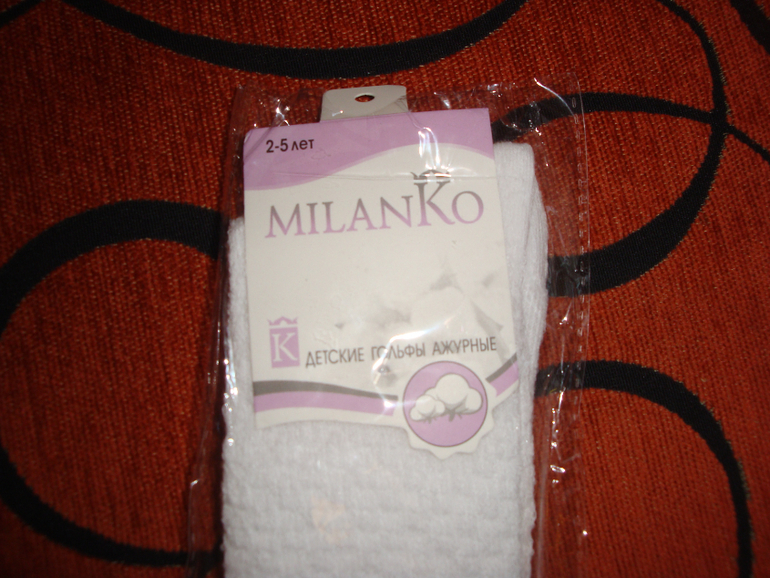 2-5 лет
MILANKO
K
ДЕТСКИЕ ГОЛЬФЫ АЖУРНЫЕ